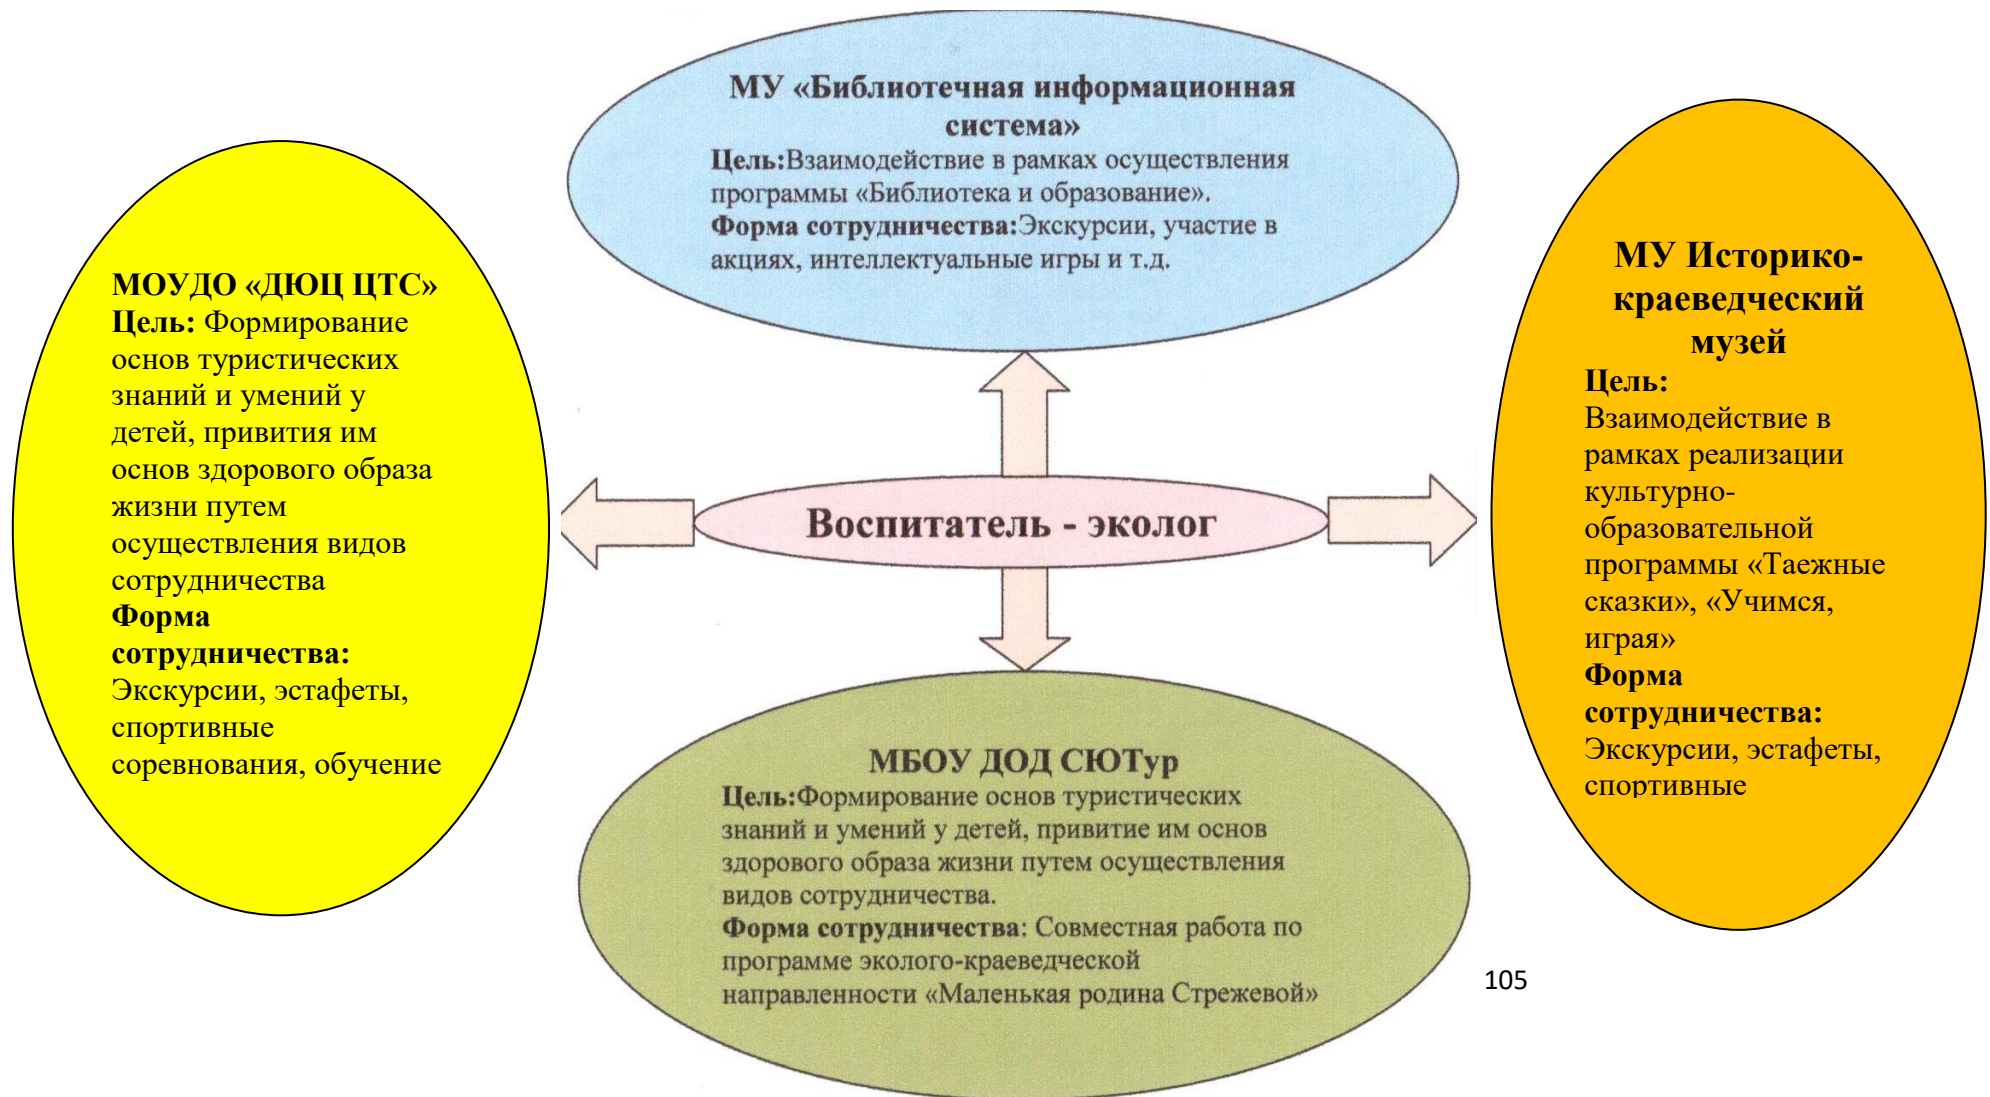 МУ «Библиотечная информационная
система»
Цель:Взаимодействие в рамках осуществления
программы «Библиотека и образование».
Форма сотрудничества:Экскурсии, участие в
акциях, интеллектуальные игры и т.д.
МОУДО «ДЮЦ ЦТС»
Цель: Формирование
основ туристических
знаний и умений у
детей, привития им
основ здорового образа
жизни путем
осуществления видов
сотрудничества
Форма
сотрудничества:
Экскурсии, эстафеты,
спортивные
соревнования, обучение
Воспитатель - эколог
МУ Историко-
краеведческий
музей
Цель:
Взаимодействие в
рамках реализации
культурно-
образовательной
программы «Таежные
сказки», «Учимся,
играя»
Форма
сотрудничества:
Экскурсии, эстафеты,
спортивные
МБОУ ДОД СЮТур
Цель:Формирование основ туристических
знаний и умений у детей, привитие им основ
здорового образа жизни путем осуществления
видов сотрудничества.
Форма сотрудничества: Совместная работа по
программе эколого-краеведческой
направленности «Маленькая родина Стрежевой»
105